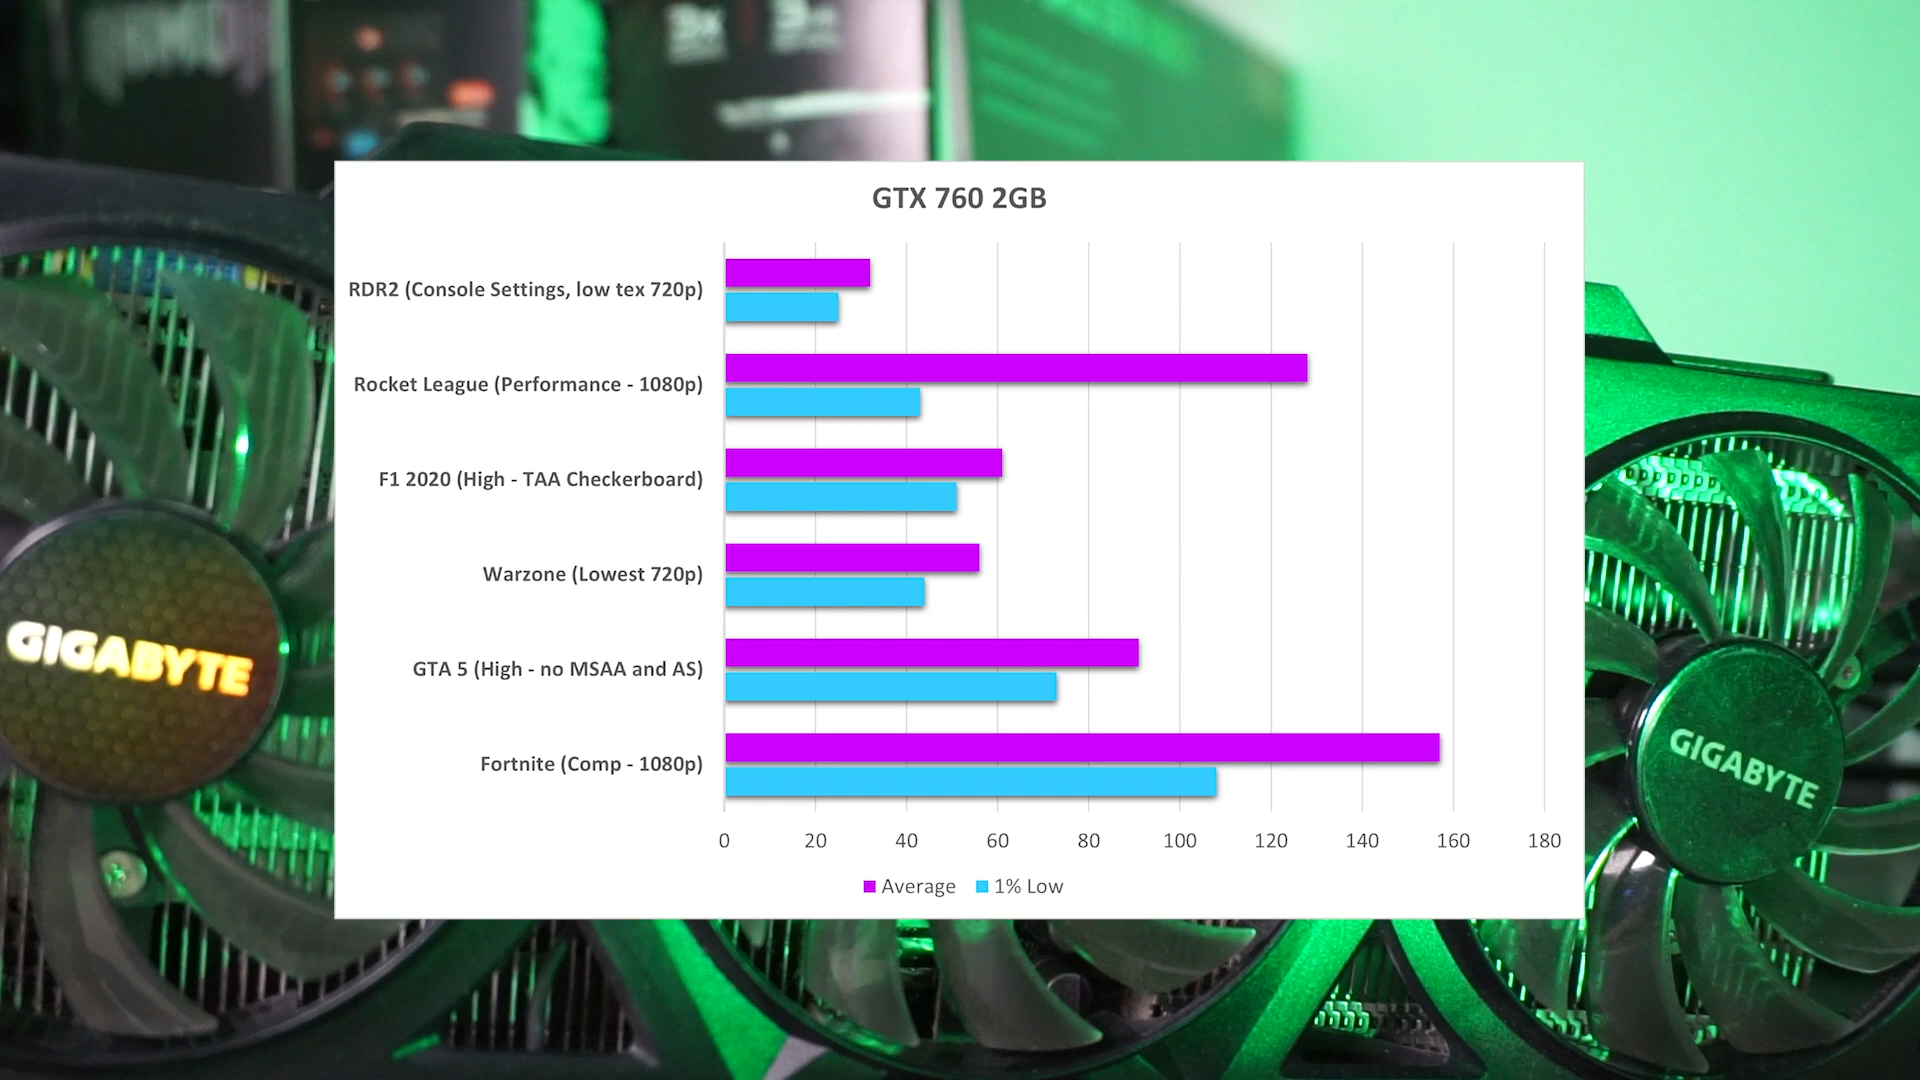 GTX 760 2GB
RDR2 (Console Settings, low tex 720p)
Rocket League (Performance - 1080p)
F1 2020 (High - TAA Checkerboard)
Warzone (Lowest 720p)
GTA 5 (High - no MSAA and AS)
Fortnite (Comp - 1080p)
0 20 40 60 80 100 120 140 160 180
Average 1% Low
GIGABYTE
GIGABYTE